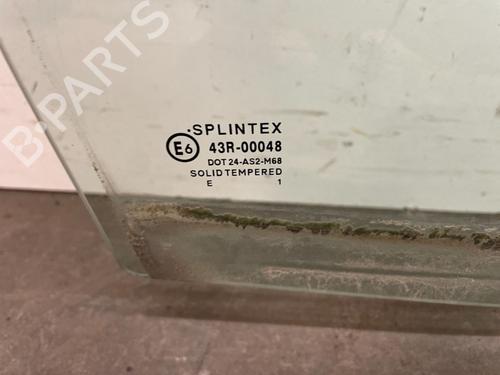 B-PARTS
SPLINTEX
E6 43R-00048
DOT 24-AS2-M68
SOLID TEMPERED
E 1